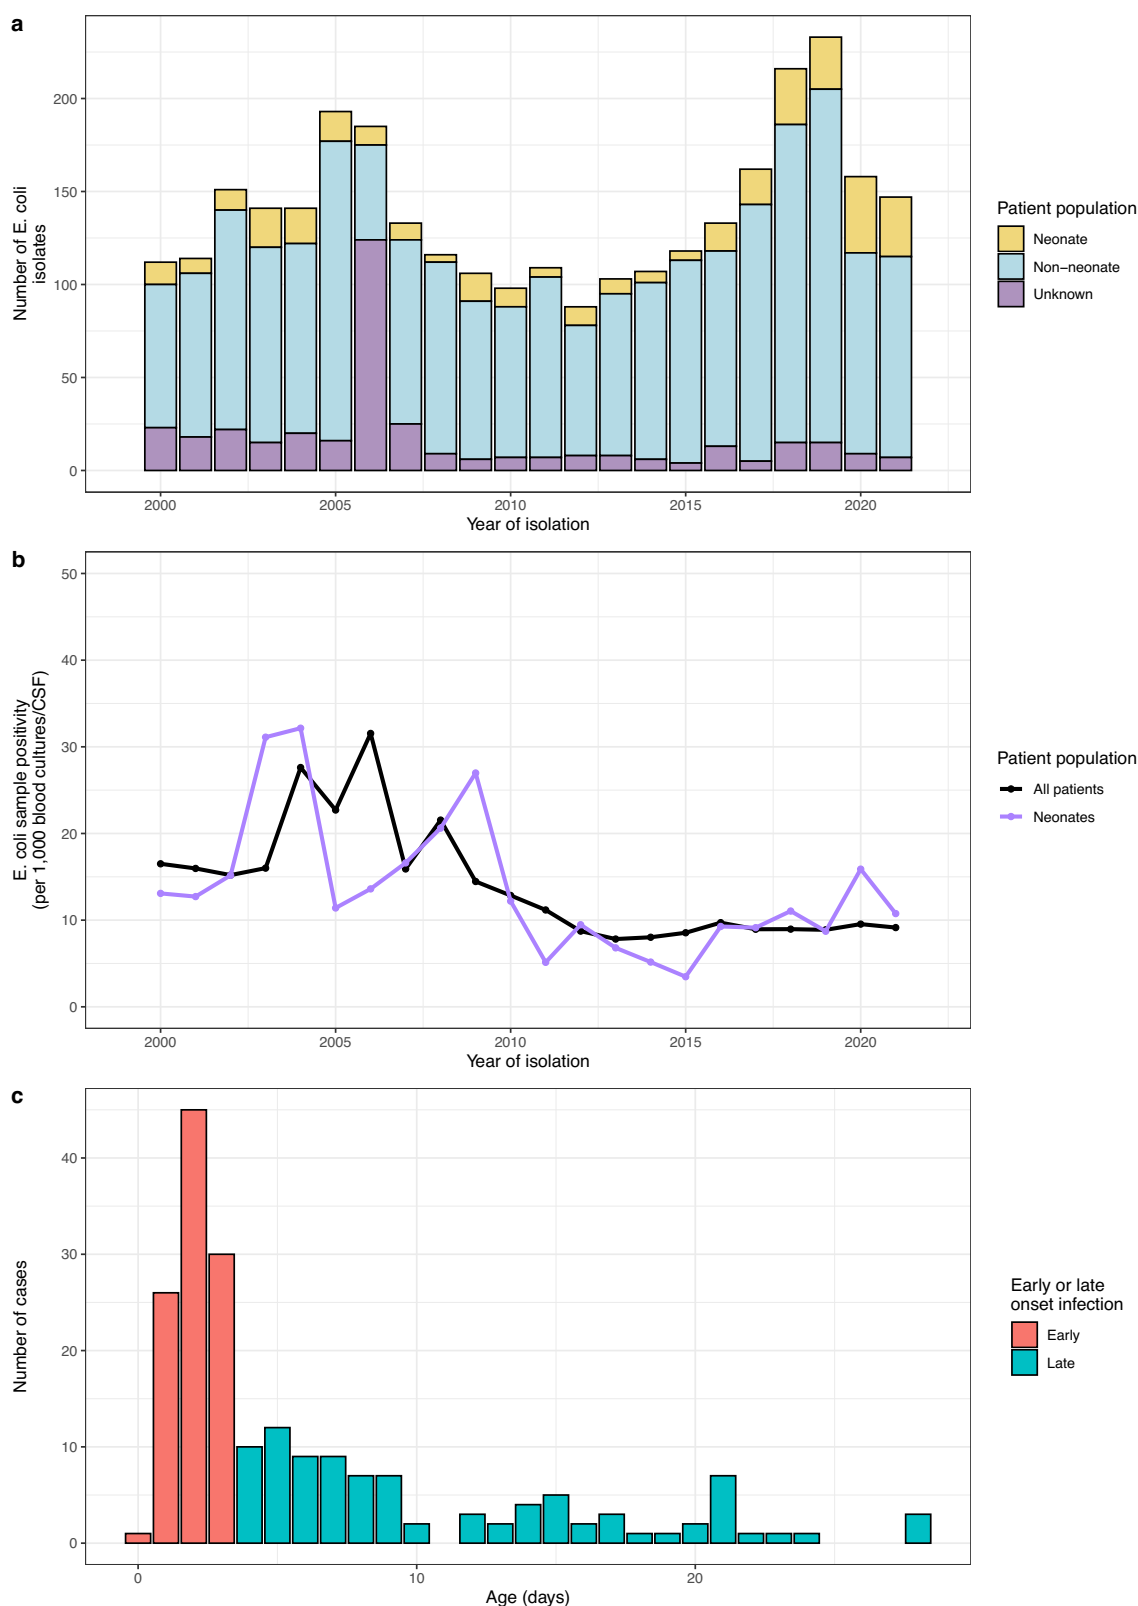 a
200
150
100
50
0
Number of E. coli
isolates
2000 2005 2010 2015 2020
Year of isolation
Patient population
Neonate
Non−neonate
Unknown
b
50
40
30
20
10
0
E. coli sample positivity
(per 1,000 blood cultures/CSF)
2000 2005 2010 2015 2020
Year of isolation
Patient population
All patients
Neonates
c
40
30
20
10
0
Number of cases
0 10 20
Age (days)
Early or late
onset infection
Early
Late